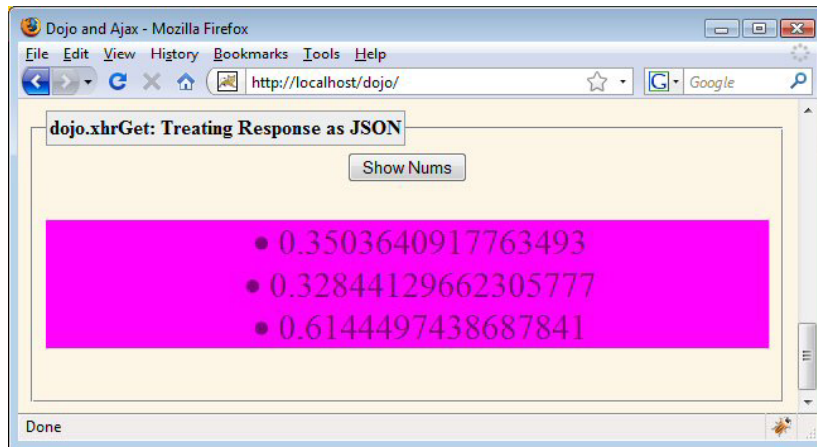 Dojo and Ajax - Mozilla Firefox
File Edit View History Bookmarks Tools Help
http://localhost/dojo/ G Google
dojo.xhrGet: Treating Response as JSON
Show Nums
• 0.3503640917763493
• 0.32844129662305777
• 0.6144497438687841
Done